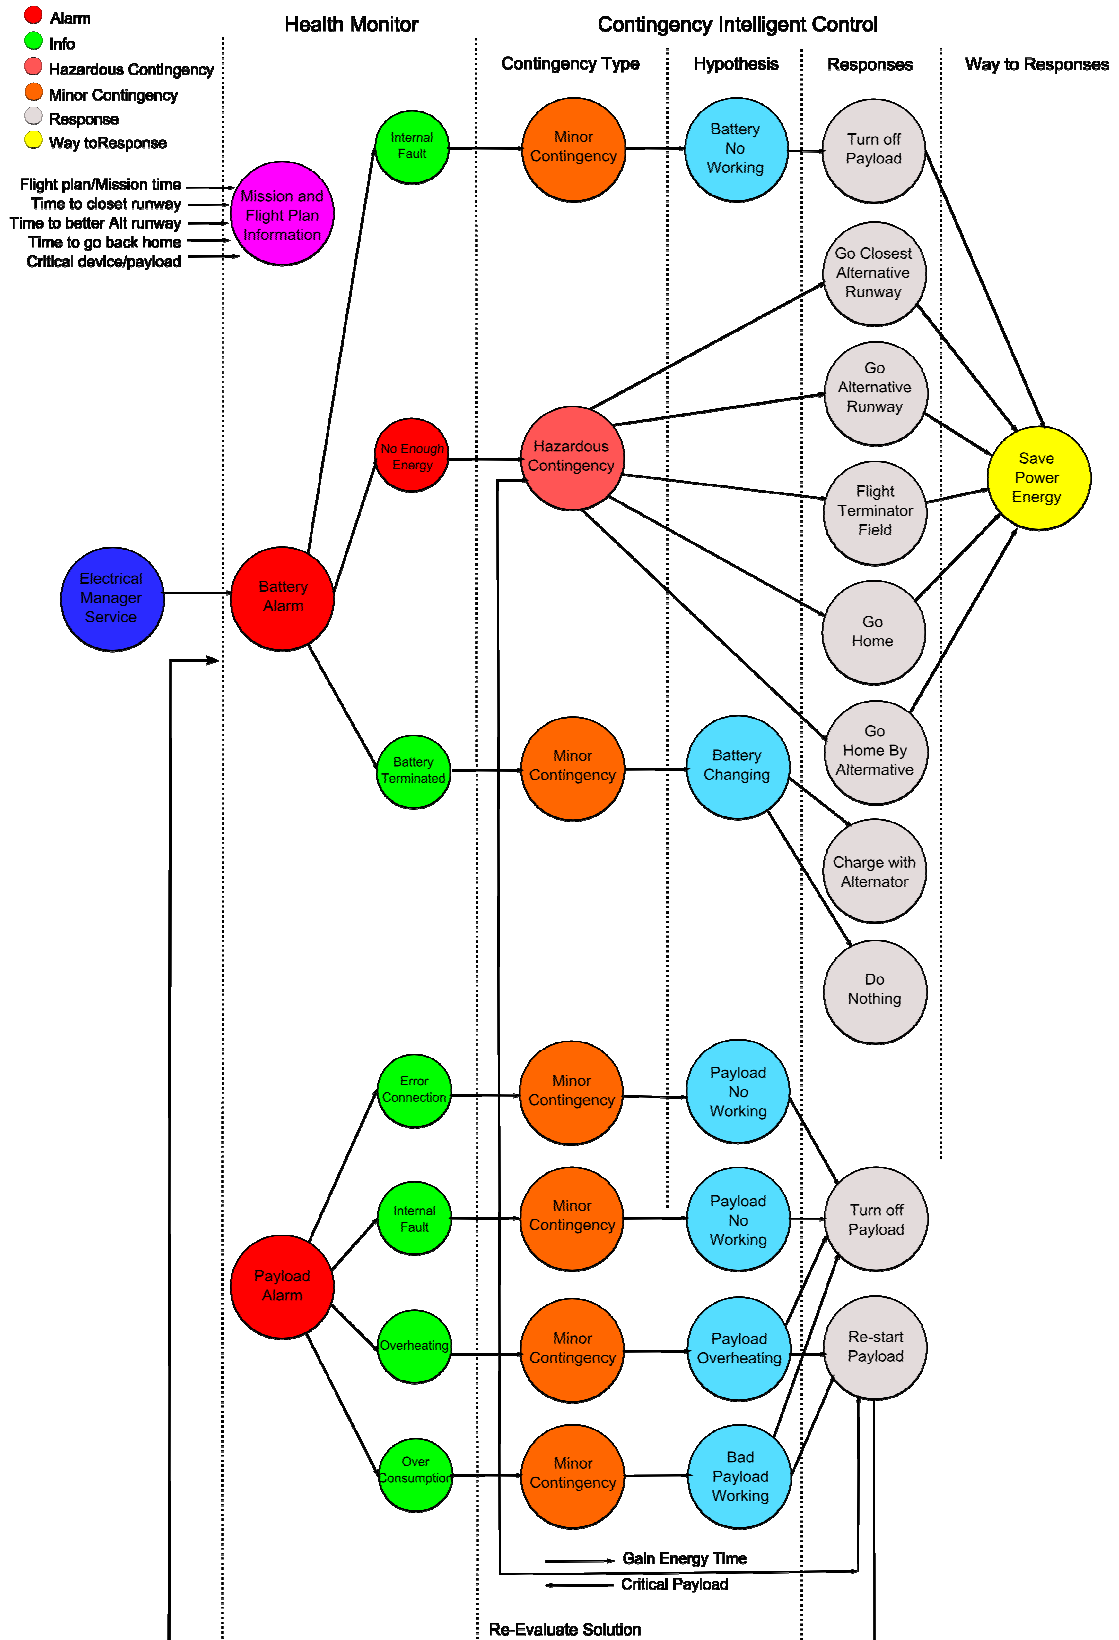 Health Monitor
Contingency Intelligent Control
Alarm
Info
Hazardous Contingency
Minor Contingency
Response
Way toResponse
Contingency Type
Hypothesis
Responses
Way to Responses
Flight plan/Mission time
Time to closet runway
Time to better Alt runway
Time to go back home
Critical device/payload
Mission and
Flight Plan
Information
Internal
Fault
Minor
Contingency
Battery
No
Working
Turn off
Payload
Go Closest
Alternative
Runway
Go
Alternative
Runway
No Enough
Energy
Hazardous
Contingency
Flight
Terminator
Field
Save
Power
Energy
Electrical
Manager
Service
Battery
Alarm
Go
Home
Battery
Terminated
Minor
Contingency
Battery
Changing
Go
Home By
Alternative
Charge with
Alternator
Do
Nothing
Error
Connection
Minor
Contingency
Payload
No
Working
Internal
Fault
Minor
Contingency
Payload
No
Working
Turn off
Payload
Payload
Alarm
Overheating
Minor
Contingency
Payload
Overheating
Re-start
Payload
Over
Consumption
Minor
Contingency
Bad
Payload
Working
Gain Energy Time
Critical Payload
Re-Evaluate Solution